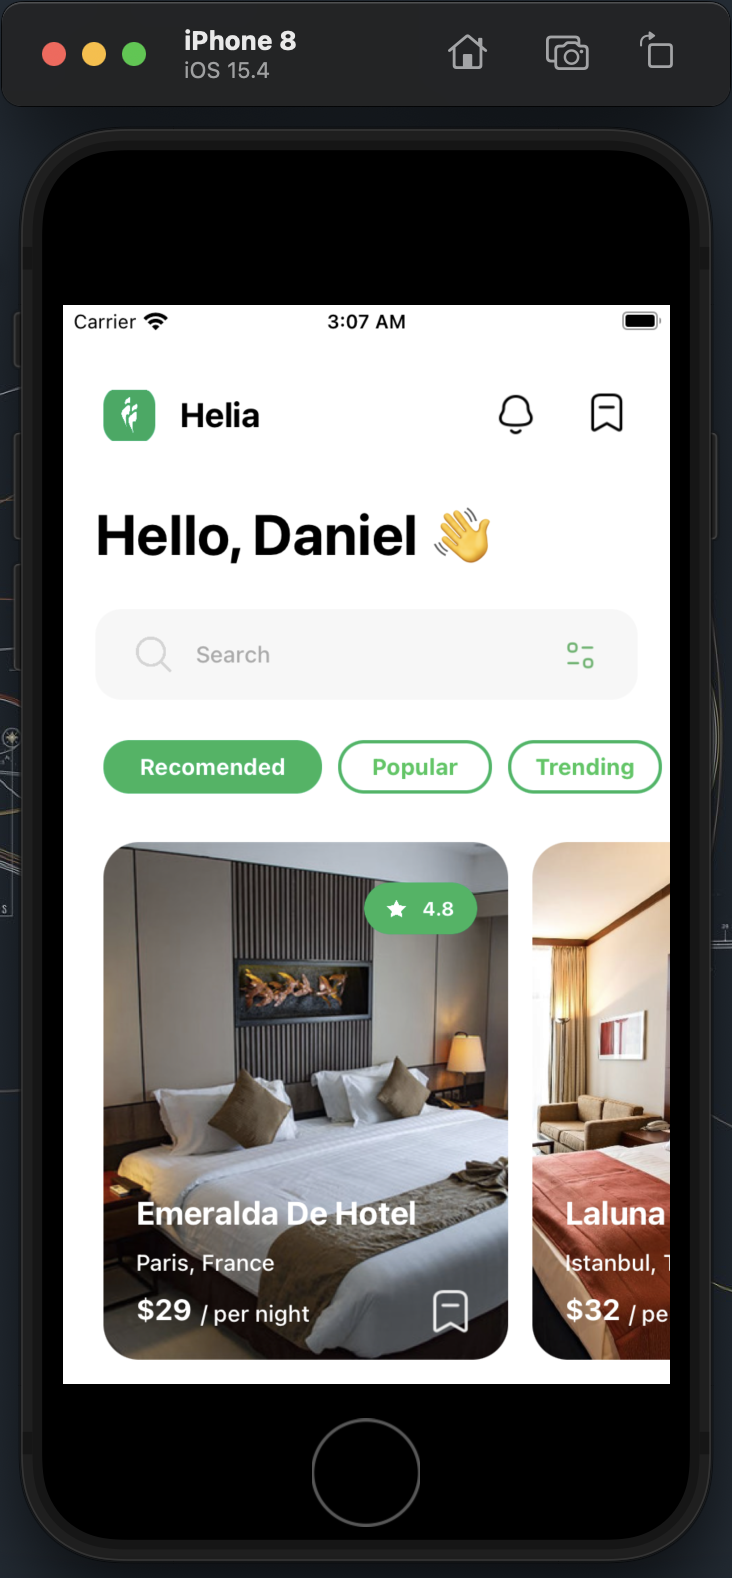 iPhone 8
iOS 15.4
Carrier 3:07 AM
Helia
Hello, Daniel 👋
Search
Recomended Popular Trending
4.8
Emeralda De Hotel
Paris, France
$29 / per night
Laluna
Istanbul,
$32 / pe